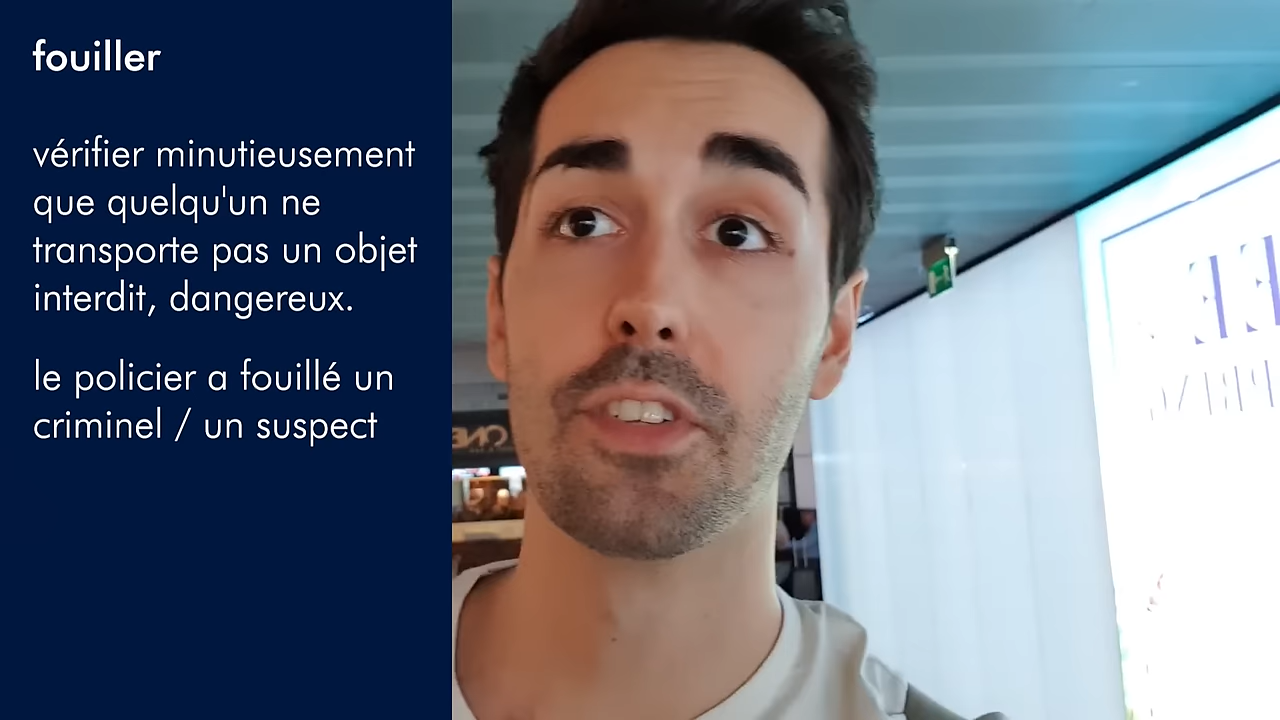 fouiller
vérifier minutieusement
que quelqu'un ne
transporte pas un objet
interdit, dangereux.
le policier a fouillé un
criminel / un suspect